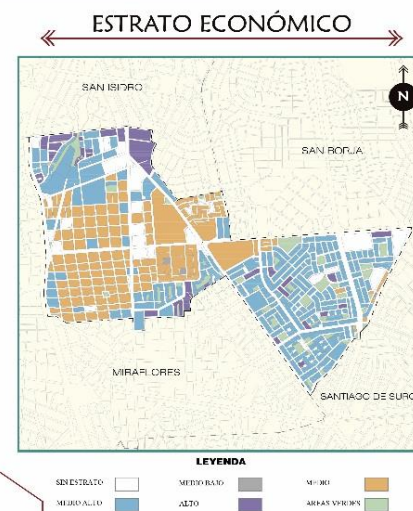 ESTRATO ECONÓMICO
SAN ISIDRO
N
SAN BORJA
MIRAFLORES
SANTIAGO DE SURC
LEYENDA
SIN ESTRATO MEDIO BAJO MEDIO
MEDIO ALTO ALTO AREAS VERDES